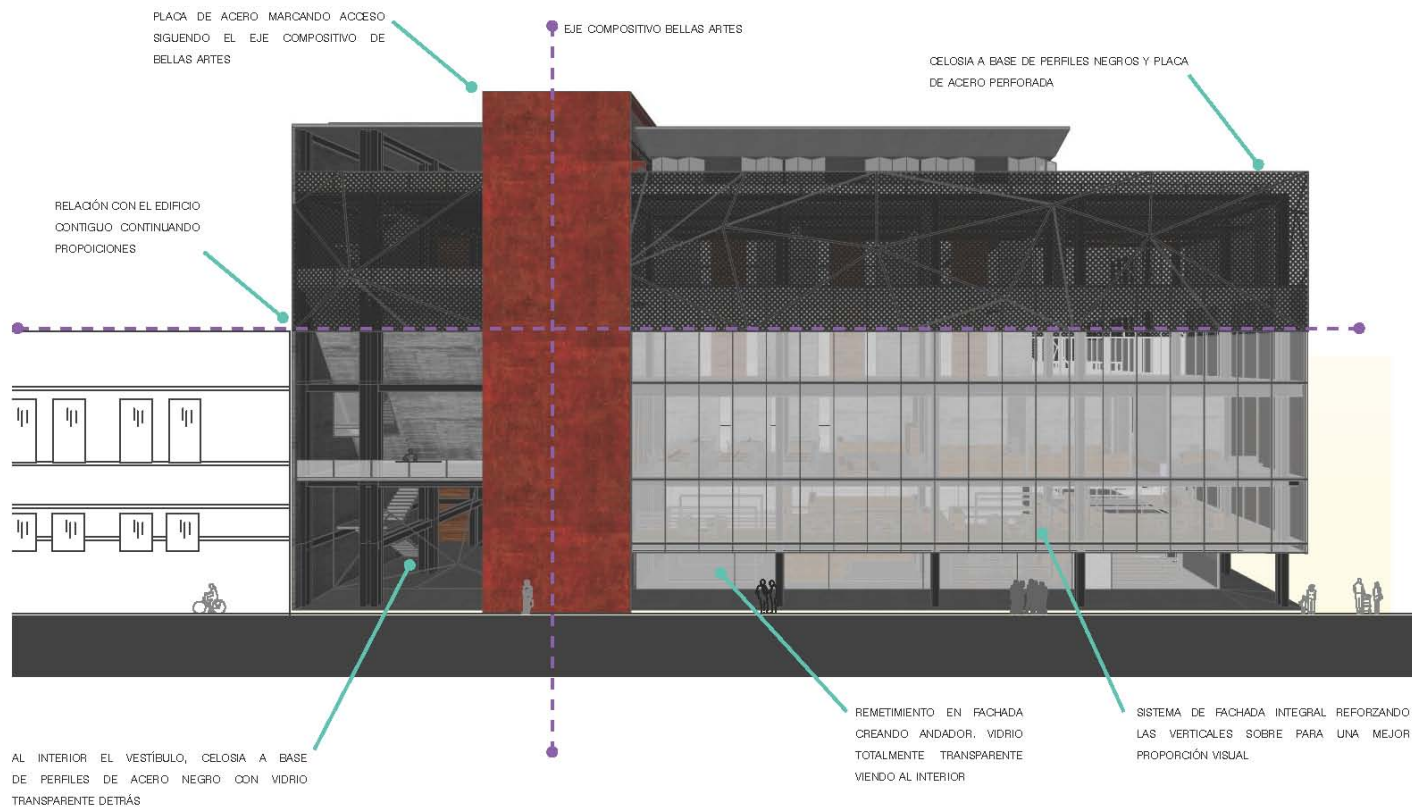 PLACA DE ACERO MARCANDO ACCESO
SIGUENDO EL EJE COMPOSITIVO DE
BELLAS ARTES
EJE COMPOSITIVO BELLAS ARTES
CELOSIA A BASE DE PERFILES NEGROS Y PLACA
DE ACERO PERFORADA
RELACIÓN CON EL EDIFICIO
CONTIGUO CONTINUANDO
PROPOICIONES
AL INTERIOR EL VESTÍBULO, CELOSIA A BASE
DE PERFILES DE ACERO NEGRO CON VIDRIO
TRANSPARENTE DETRÁS
REMETIMIENTO EN FACHADA
CREANDO ANDADOR. VIDRIO
TOTALMENTE TRANSPARENTE
VIENDO AL INTERIOR
SISTEMA DE FACHADA INTEGRAL REFORZANDO
LAS VERTICALES SOBRE PARA UNA MEJOR
PROPORCIÓN VISUAL